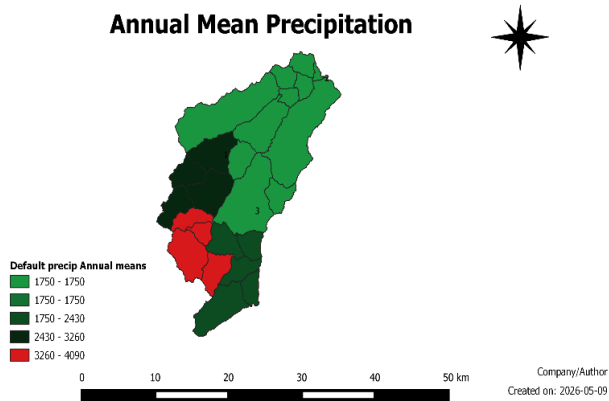 Annual Mean Precipitation
3
Default precip Annual means
1750 - 1750
1750 - 1750
1750 - 2430
2430 - 3260
3260 - 4090
0 10 20 30 40 50 km
Company/Author
Created on: 2026-05-09